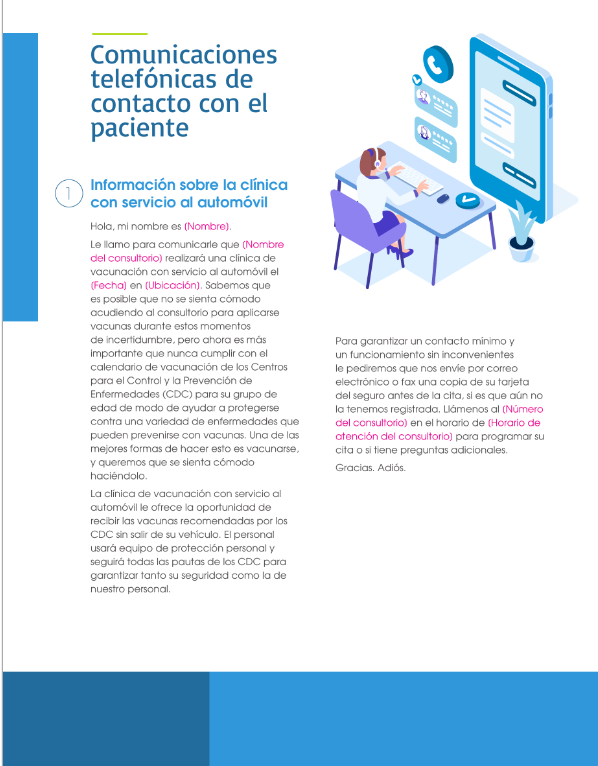 Comunicaciones
telefónicas de
contacto con el
paciente
1
Información sobre la clínica
con servicio al automóvil
Hola, mi nombre es (Nombre).
Le llamo para comunicarle que (Nombre
del consultorio) realizará una clínica de
vacunación con servicio al automóvil el
(Fecha) en (Ubicación). Sabemos que
es posible que no se sienta cómodo
acudiendo al consultorio para aplicarse
vacunas durante estos momentos
de incertidumbre, pero ahora es más
importante que nunca cumplir con el
calendario de vacunación de los Centros
para el Control y la Prevención de
Enfermedades (CDC) para su grupo de
edad de modo de ayudar a protegerse
contra una variedad de enfermedades que
pueden prevenirse con vacunas. Una de las
mejores formas de hacer esto es vacunarse,
y queremos que se sienta cómodo
haciéndolo.
La clínica de vacunación con servicio al
automóvil le ofrece la oportunidad de
recibir las vacunas recomendadas por los
CDC sin salir de su vehículo. El personal
usará equipo de protección personal y
seguirá todas las pautas de los CDC para
garantizar tanto su seguridad como la de
nuestro personal.
Para garantizar un contacto mínimo y
un funcionamiento sin inconvenientes
le pediremos que nos envíe por correo
electrónico o fax una copia de su tarjeta
del seguro antes de la cita, si es que aún no
la tenemos registrada. Llámenos al (Número
del consultorio) en el horario de (Horario de
atención del consultorio) para programar su
cita o si tiene preguntas adicionales.
Gracias. Adiós.